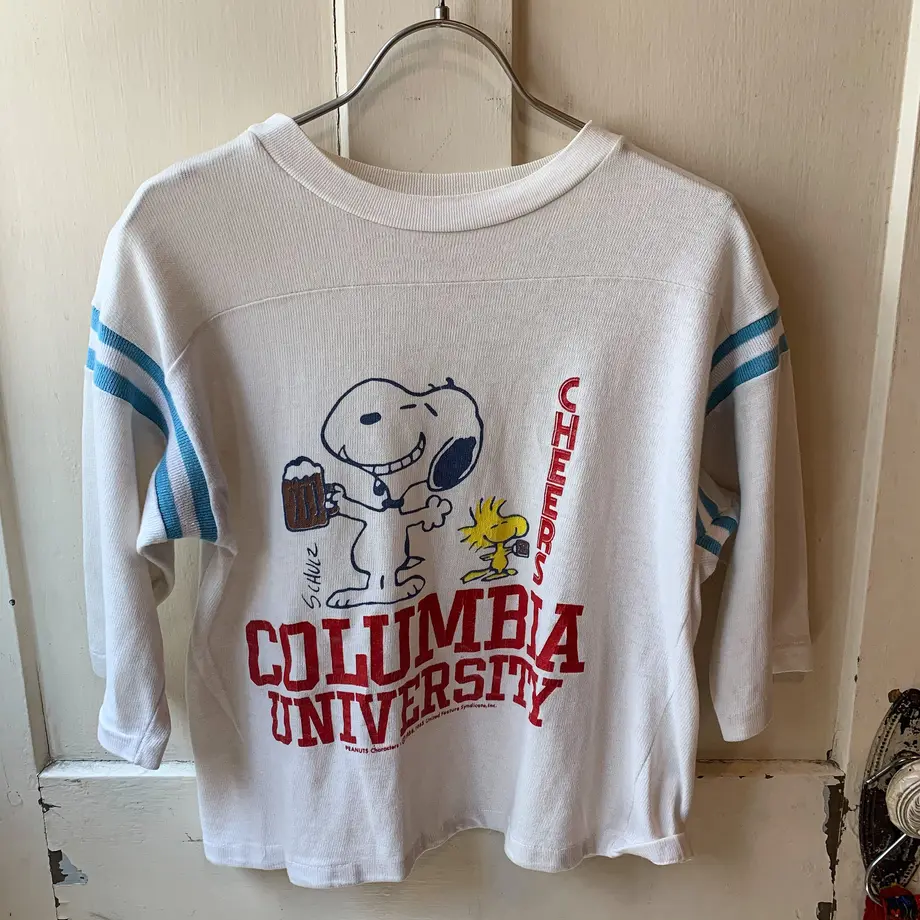 CHEERS
SCHULZ
COLUMBIA
UNIVERSITY
PEANUTS Characters United Feature Syndicate, Inc.